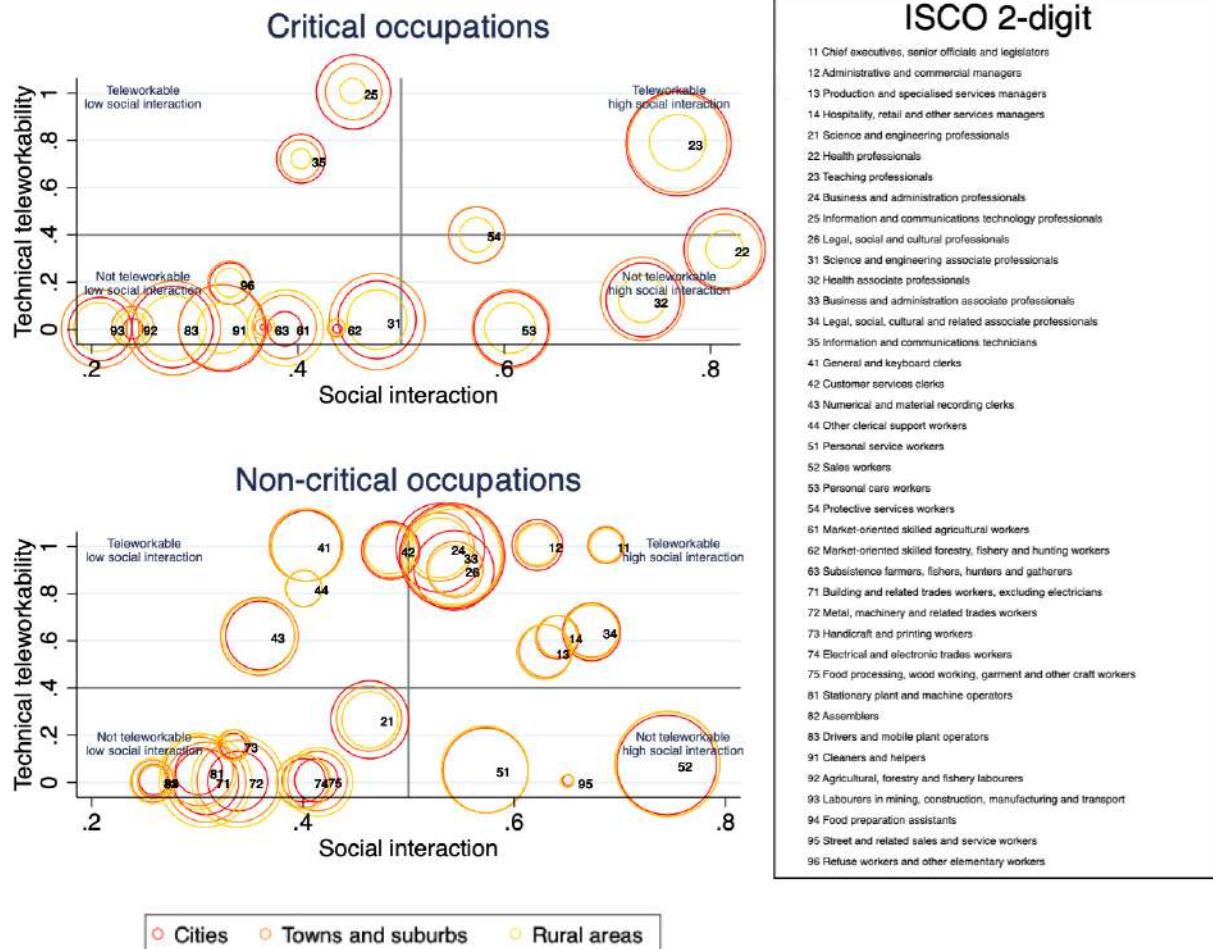 Critical occupations
Technical teleworkability
1
.8
.6
.4
.2
0
Teleworkable
low social interaction
Teleworkable
high social interaction
Not teleworkable
low social interaction
Not teleworkable
high social interaction
25
35
23
54
22
96
32
93
92
83
91
63
61
62
31
53
.2
.4
.6
.8
Social interaction
Non-critical occupations
Technical teleworkability
1
.8
.6
.4
.2
0
Teleworkable
low social interaction
Teleworkable
high social interaction
Not teleworkable
low social interaction
Not teleworkable
high social interaction
41
42
24
33
26
12
11
44
43
14
34
13
21
73
81
71
72
74
75
51
95
52
.2
.4
.6
.8
Social interaction
Cities
Towns and suburbs
Rural areas
ISCO 2-digit
11 Chief executives, senior officials and legislators
12 Administrative and commercial managers
13 Production and specialised services managers
14 Hospitality, retail and other services managers
21 Science and engineering professionals
22 Health professionals
23 Teaching professionals
24 Business and administration professionals
25 Information and communications technology professionals
26 Legal, social and cultural professionals
31 Science and engineering associate professionals
32 Health associate professionals
33 Business and administration associate professionals
34 Legal, social, cultural and related associate professionals
35 Information and communications technicians
41 General and keyboard clerks
42 Customer services clerks
43 Numerical and material recording clerks
44 Other clerical support workers
51 Personal service workers
52 Sales workers
53 Personal care workers
54 Protective services workers
61 Market-oriented skilled agricultural workers
62 Market-oriented skilled forestry, fishery and hunting workers
63 Subsistence farmers, fishers, hunters and gatherers
71 Building and related trades workers, excluding electricians
72 Metal, machinery and related trades workers
73 Handicraft and printing workers
74 Electrical and electronic trades workers
75 Food processing, wood working, garment and other craft workers
81 Stationary plant and machine operators
82 Assemblers
83 Drivers and mobile plant operators
91 Cleaners and helpers
92 Agricultural, forestry and fishery labourers
93 Labourers in mining, construction, manufacturing and transport
94 Food preparation assistants
95 Street and related sales and service workers
96 Refuse workers and other elementary workers